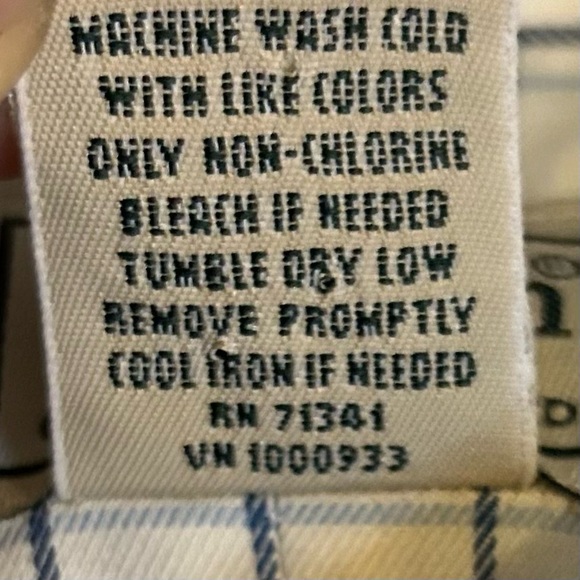 MACHINE WASH COLD
WITH LIKE COLORS
ONLY NON-CHLORINE
BLEACH IF NEEDED
TUMBLE DRY LOW
REMOVE PROMPTLY
COOL IRON IF NEEDED
RN 71341
VN 1000933